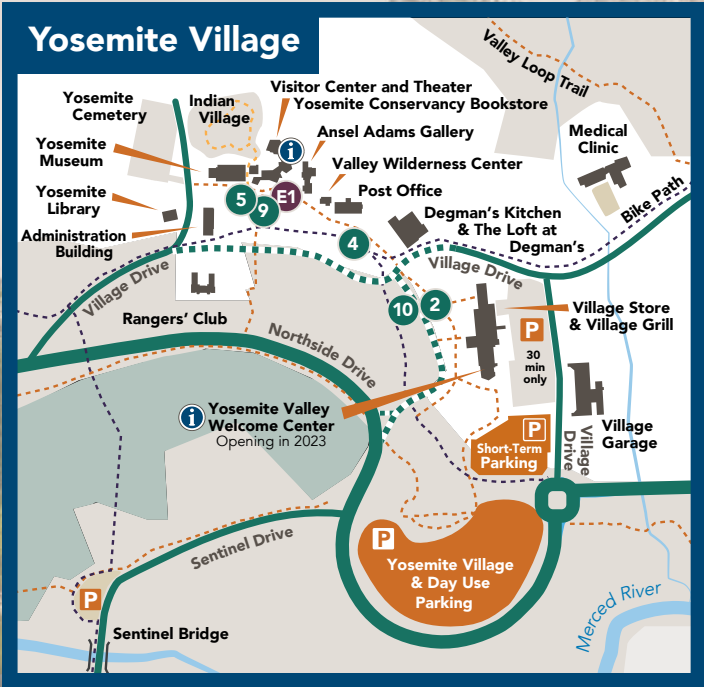 Yosemite Village
Valley Loop Trail
Yosemite
Cemetery
Indian
Village
Visitor Center and Theater
Yosemite Conservancy Bookstore
Ansel Adams Gallery
Medical
Clinic
Yosemite
Museum
i
Valley Wilderness Center
Post Office
Yosemite
Library
5
9
E1
Bike Path
Degman's Kitchen
& The Loft at
Degman's
Administration
Building
4
Village Drive
Village Drive
10
2
Village Store
& Village Grill
P
30
min
only
Rangers' Club
Northside Drive
i
Yosemite Valley
Welcome Center
Opening in 2023
P
Short-Term
Parking
Village
Drive
Village
Garage
Sentinel Drive
P
Yosemite Village
& Day Use
Parking
P
Merced River
Sentinel Bridge